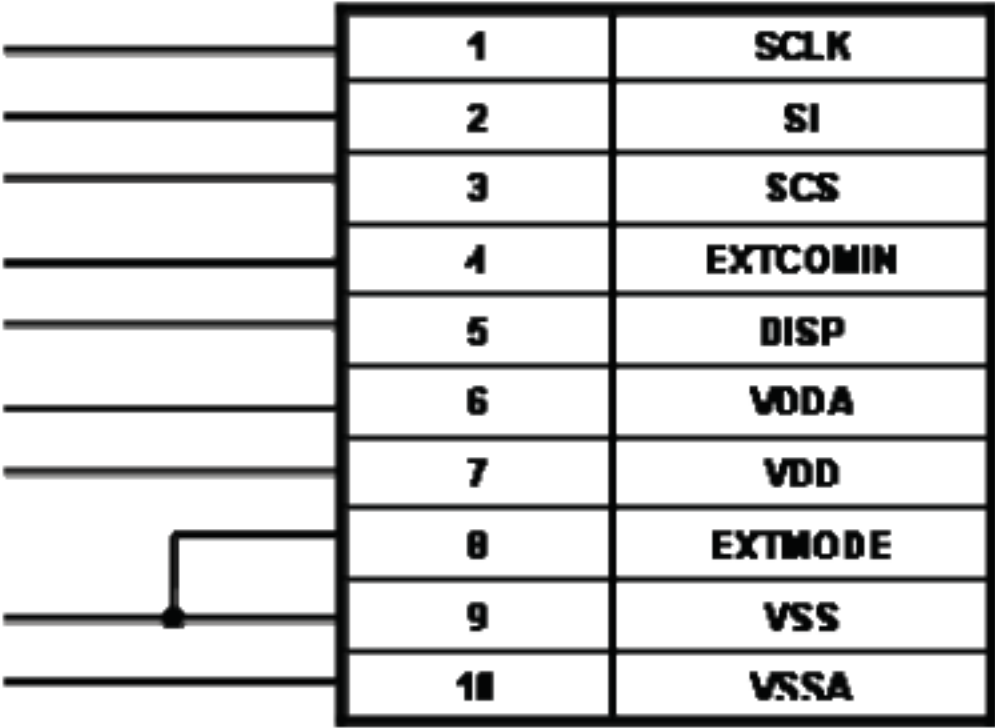 1 SCLK
2 SI
3 SCS
4 EXTCOMIN
5 DISP
6 VDDA
7 VDD
8 EXTMODE
9 VSS
10 VSSA